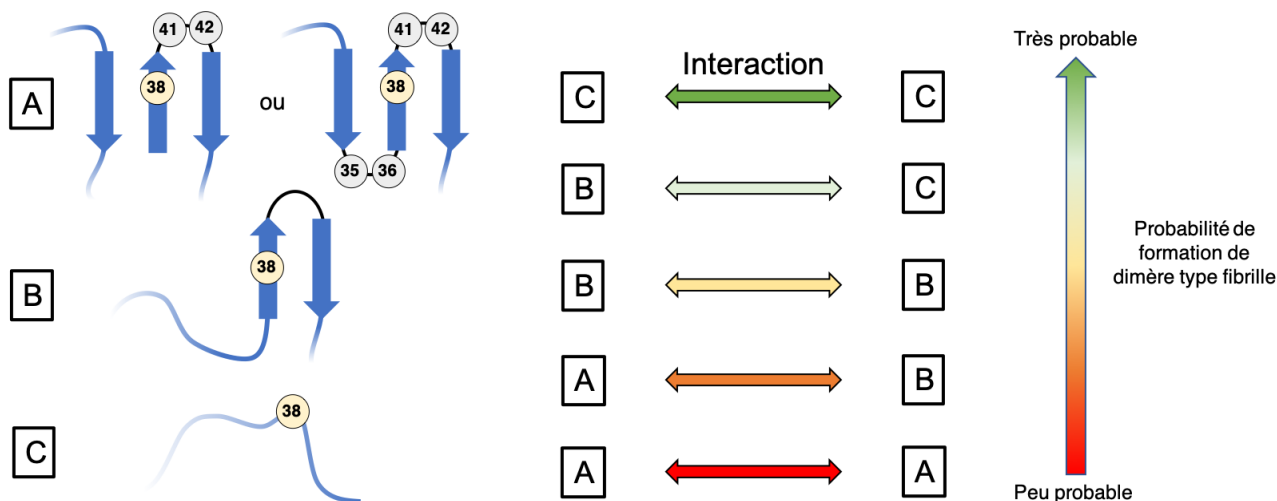 A
41 42
38
ou
41 42
38
35 36
B
38
C
38
Interaction
C C
B C
B B
A B
A A
Très probable
Probabilité de
formation de
dimère type fibrille
Peu probable